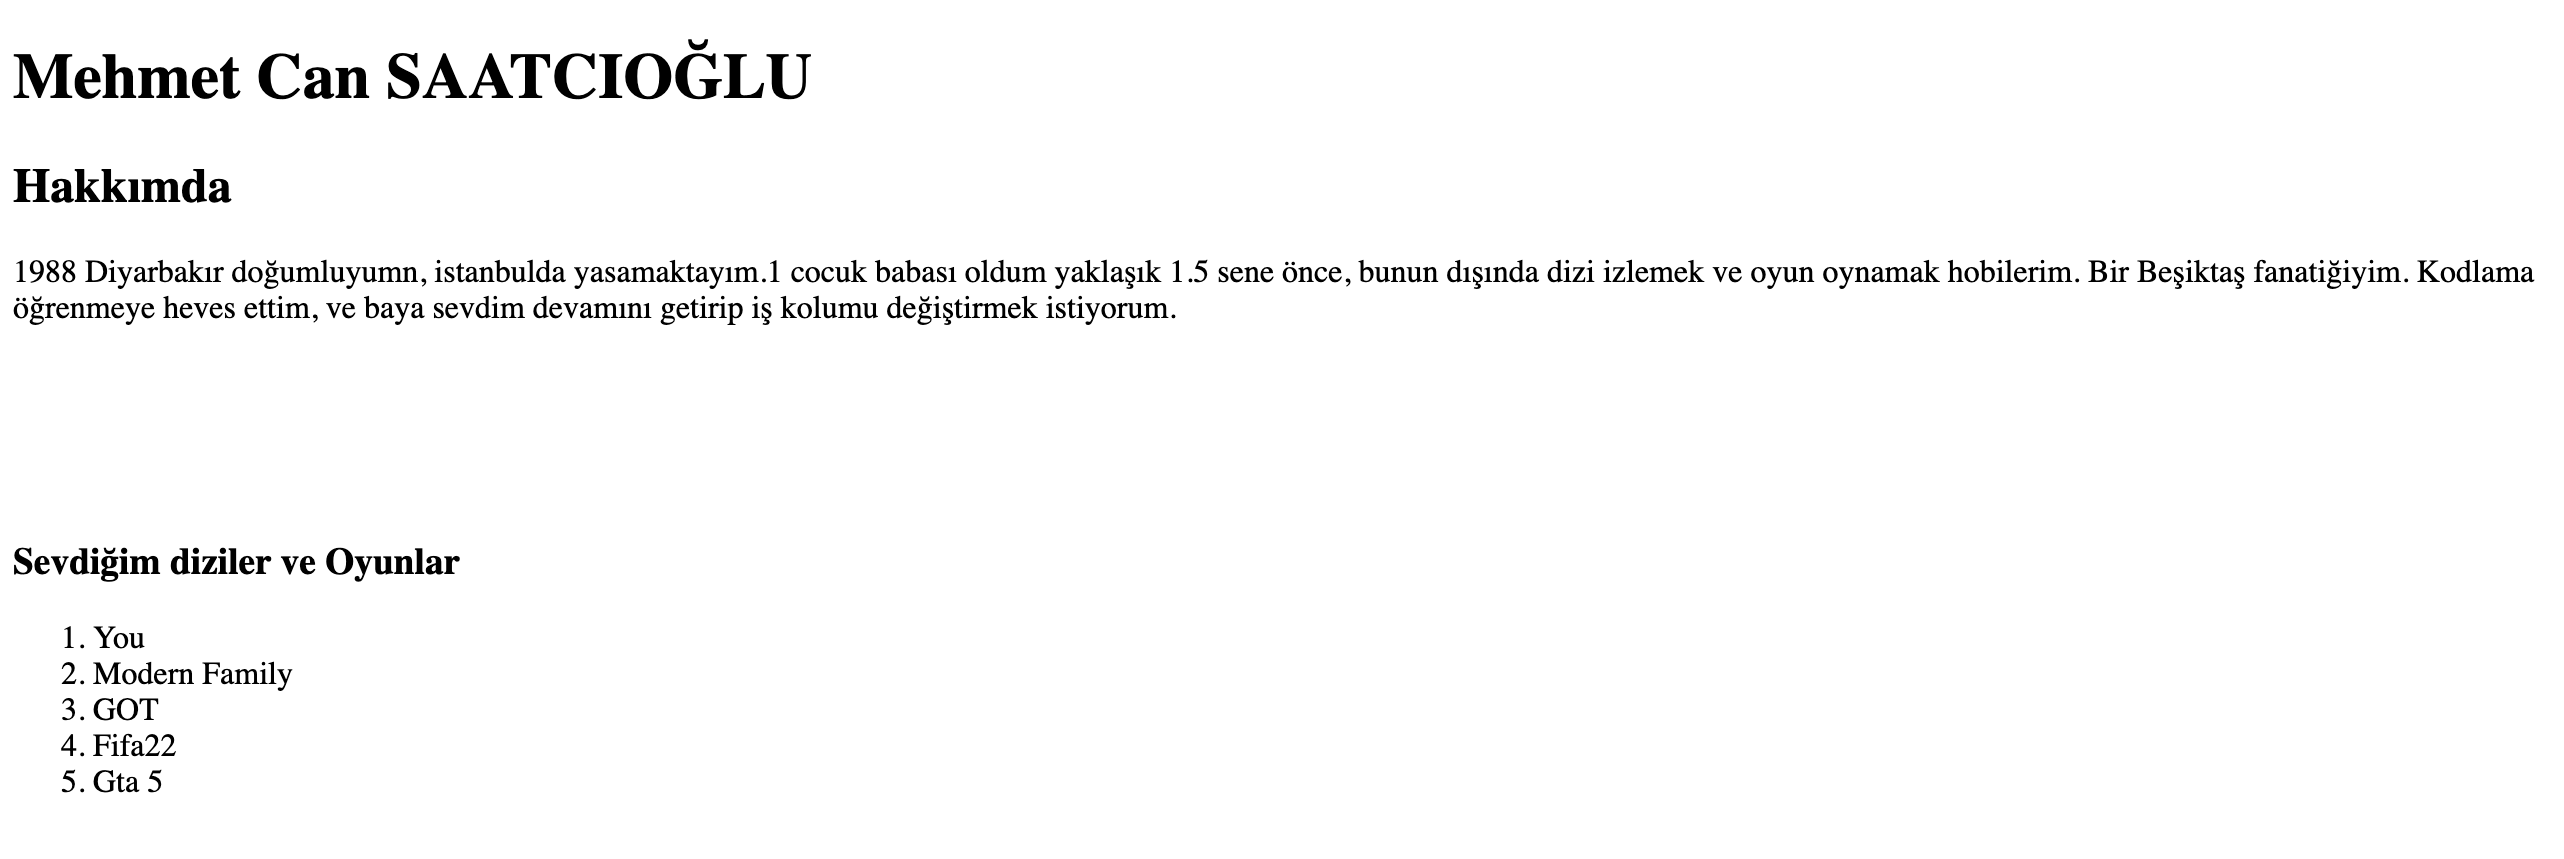 Mehmet Can SAATCIOĞLU
Hakkımda
1988 Diyarbakır doğumluyumn, istanbulda yasamaktayım.1 cocuk babası oldum yaklaşık 1.5 sene önce, bunun dışında dizi izlemek ve oyun oynamak hobilerim. Bir Beşiktaş fanatiğiyim. Kodlama
öğrenmeye heves ettim, ve baya sevdim devamını getirip iş kolumu değiştirmek istiyorum.
Sevdiğim diziler ve Oyunlar
1. You
2. Modern Family
3. GOT
4. Fifa22
5. Gta 5